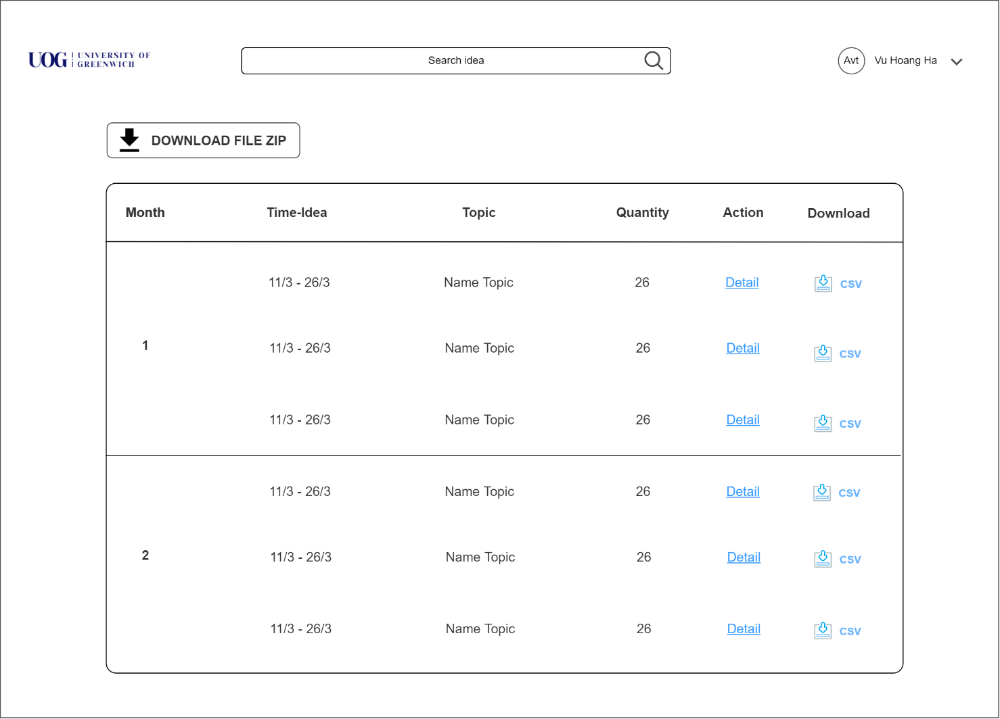 UOG UNIVERSITY OF
GREENWICH
Search idea
Avt Vu Hoang Ha
DOWNLOAD FILE ZIP
Month Time-Idea Topic Quantity Action Download
11/3 - 26/3 Name Topic 26 Detail CSV
1
11/3 - 26/3 Name Topic 26 Detail CSV
11/3 - 26/3 Name Topic 26 Detail CSV
11/3 - 26/3 Name Topic 26 Detail CSV
2
11/3 - 26/3 Name Topic 26 Detail CSV
11/3 - 26/3 Name Topic 26 Detail CSV